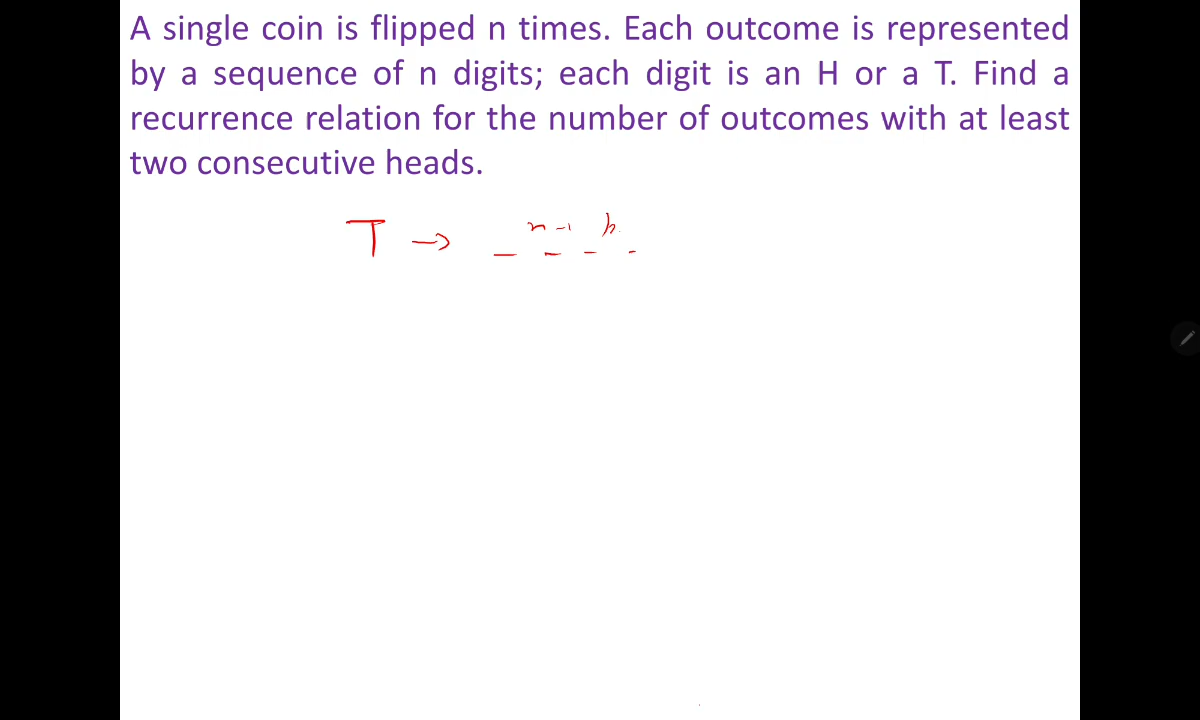 A single coin is flipped n times. Each outcome is represented
by a sequence of n digits; each digit is an H or a T. Find a
recurrence relation for the number of outcomes with at least
two consecutive heads.
n-1
T → _ _ _ _